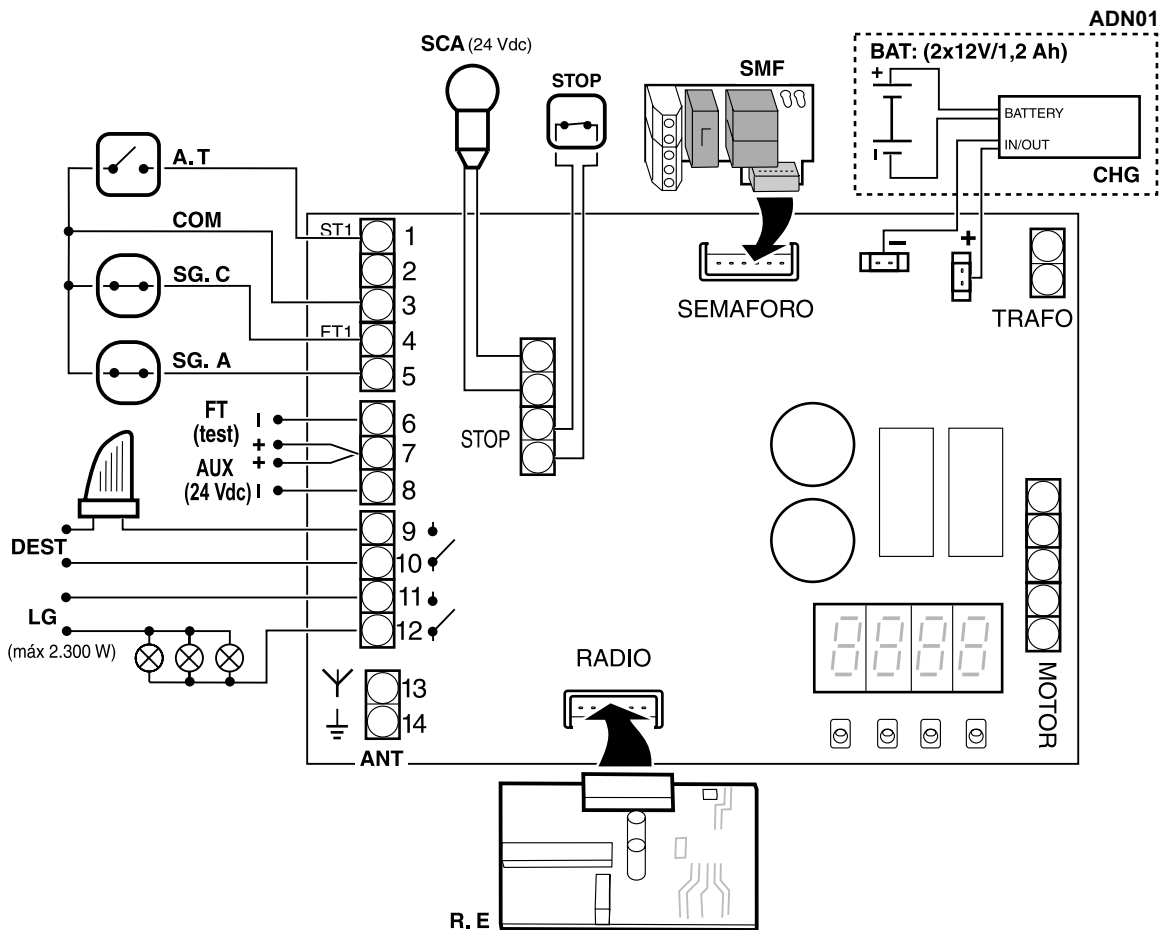 ADN01
SCA (24 Vdc)
STOP
SMF
BAT: (2x12V/1,2 Ah)
+
BATTERY
IN/OUT
CHG
A.T
COM
SG. C
SG. A
ST1
FT1
1
2
3
4
5
SEMAFORO
-
+
TRAFO
FT
(test)
+
+
AUX
(24 Vdc)
6
7
8
STOP
DEST
LG
(máx 2.300 W)
9
10
11
12
13
14
ANT
RADIO
8888
MOTOR
R. E